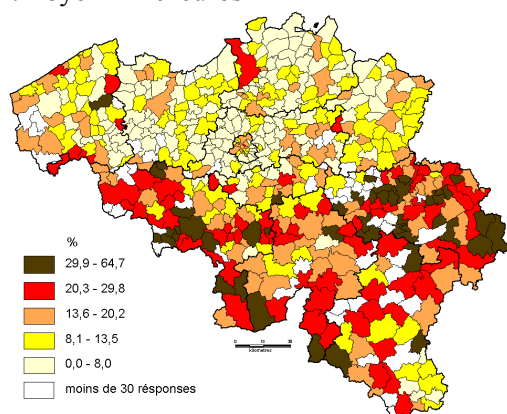 %
29,9 - 64,7
20,3 - 29,8
13,6 - 20,2
8,1 - 13,5
0,0 - 8,0
moins de 30 résponses
kilometres